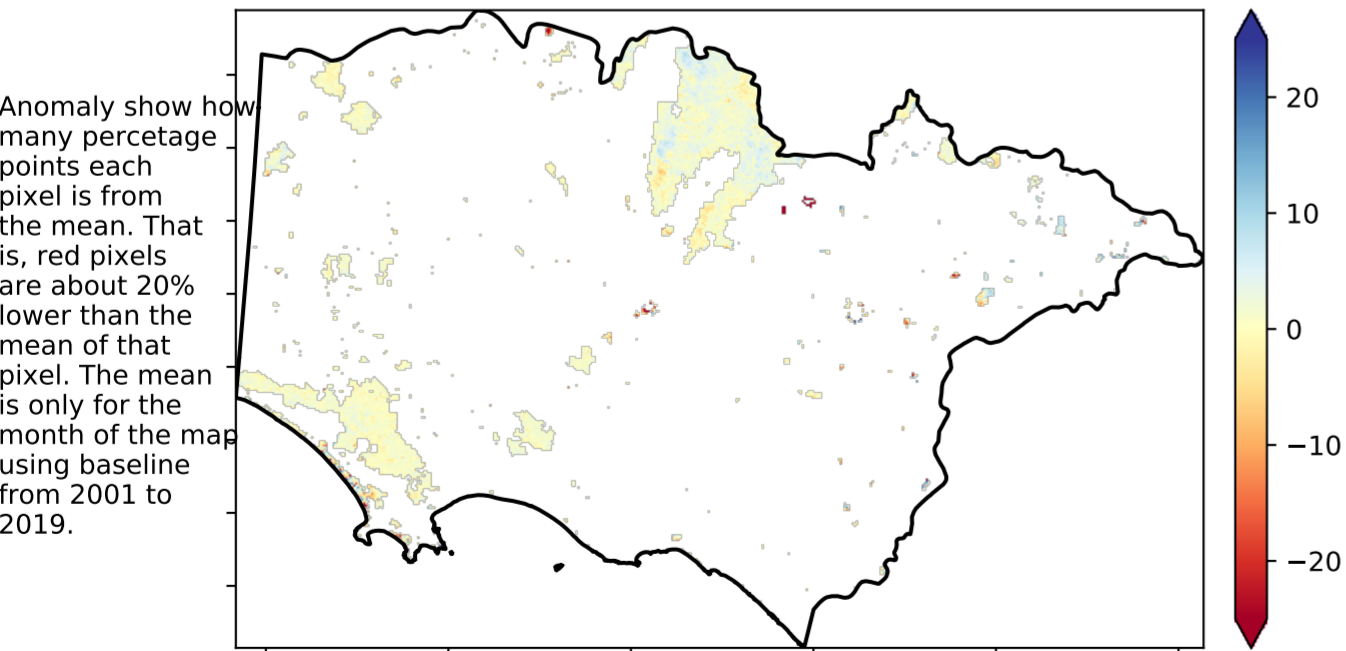 Anomaly show how
many percetage
points each
pixel is from
the mean. That
is, red pixels
are about 20%
lower than the
mean of that
pixel. The mean
is only for the
month of the map
using baseline
from 2001 to
2019.
20
10
0
−10
−20